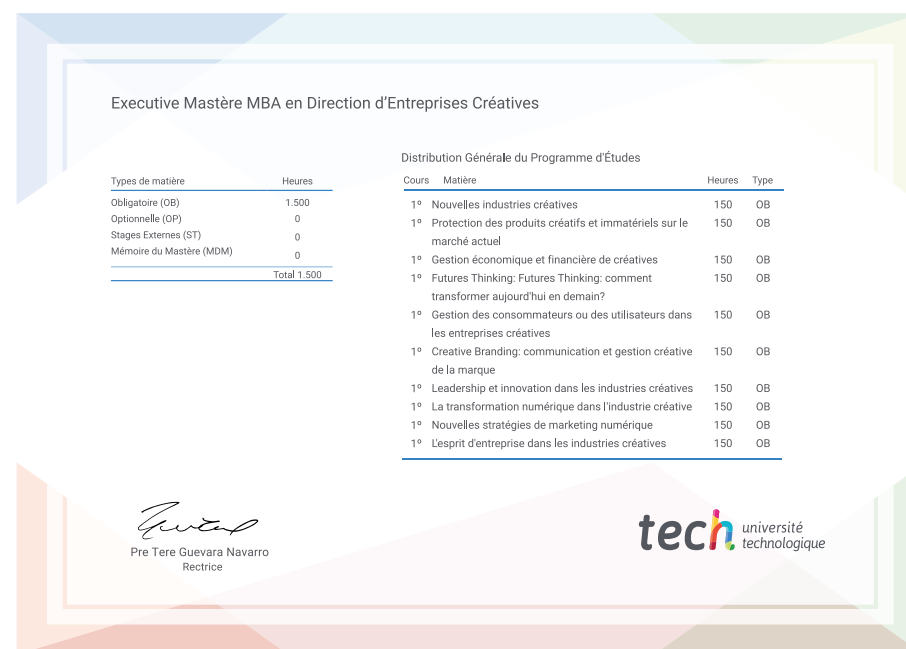 Executive Mastère MBA en Direction d'Entreprises Créatives
Types de matière Heures
Obligatoire (OB) 1.500
Optionnelle (OP) 0
Stages Externes (ST) 0
Mémoire du Mastère (MDM) 0
Total 1.500
Distribution Générale du Programme d'Études
Cours Matière Heures Type
1º Nouvelles industries créatives 150 OB
1º Protection des produits créatifs et immatériels sur le 150 OB
marché actuel
1º Gestion économique et financière de créatives 150 OB
1º Futures Thinking: Futures Thinking: comment 150 OB
transformer aujourd'hui en demain?
1º Gestion des consommateurs ou des utilisateurs dans 150 OB
les entreprises créatives
1º Creative Branding: communication et gestion créative 150 OB
de la marque
1º Leadership et innovation dans les industries créatives 150 OB
1º La transformation numérique dans l'industrie créative 150 OB
1º Nouvelles stratégies de marketing numérique 150 OB
1º L'esprit d'entreprise dans les industries créatives 150 OB
Pre Tere Guevara Navarro
Rectrice
tech université
technologique